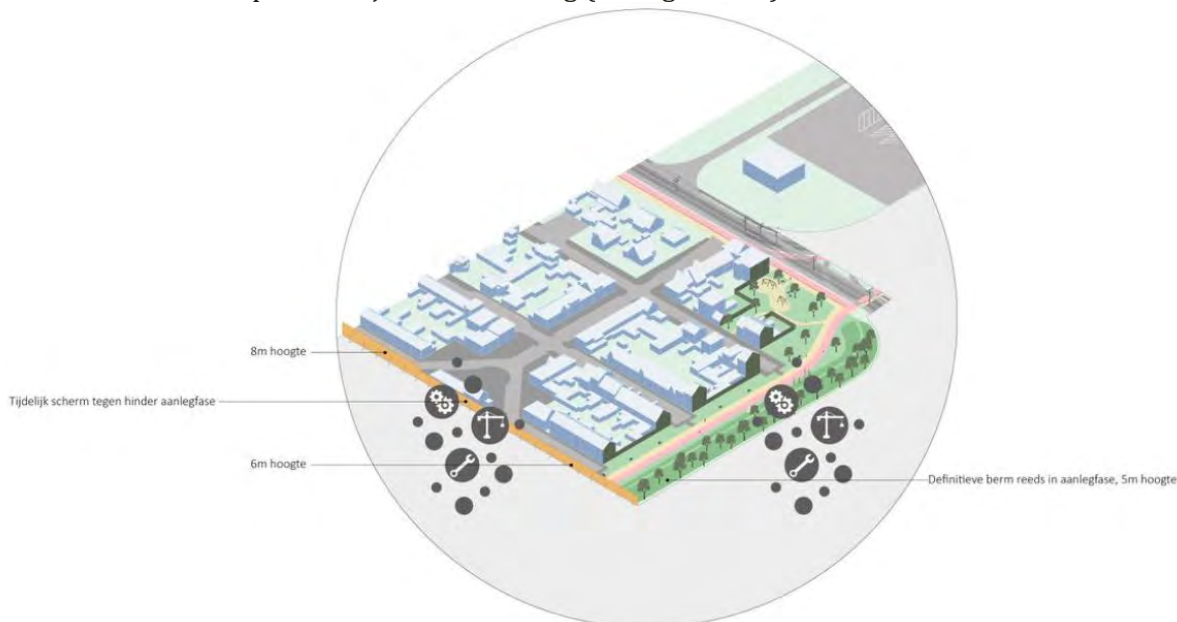 8m hoogte
Tijdelijk scherm tegen hinder aanlegfase
6m hoogte
Definitieve berm reeds in aanlegfase, 5m hoogte